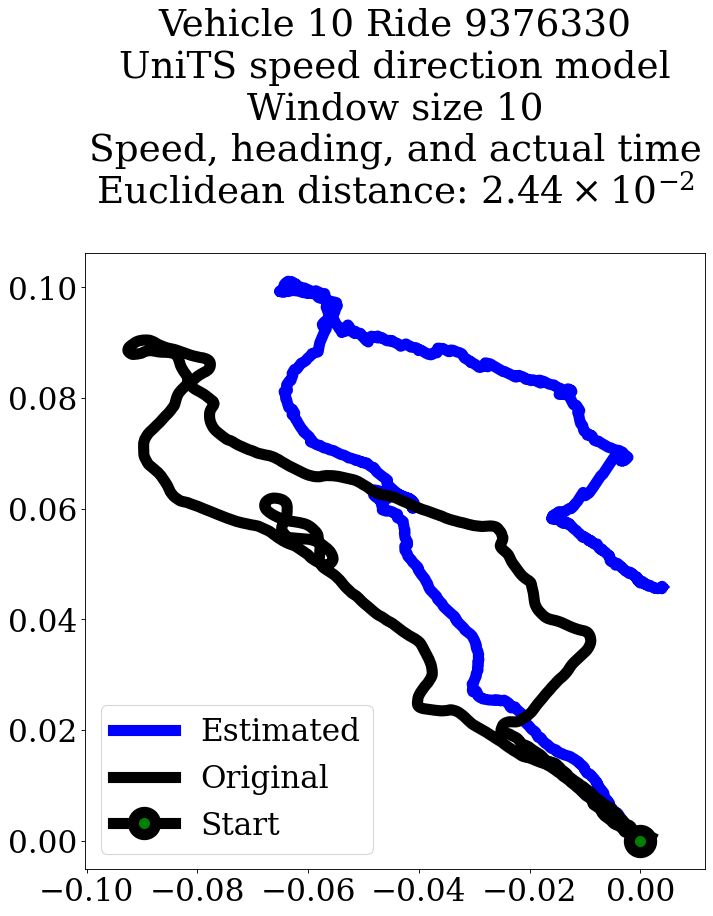 Vehicle 10 Ride 9376330
UniTS speed direction model
Window size 10
Speed, heading, and actual time
Euclidean distance: 2.44 × 10⁻²
0.10
0.08
0.06
0.04
0.02
0.00
Estimated
Original
Start
−0.10 −0.08 −0.06 −0.04 −0.02 0.00